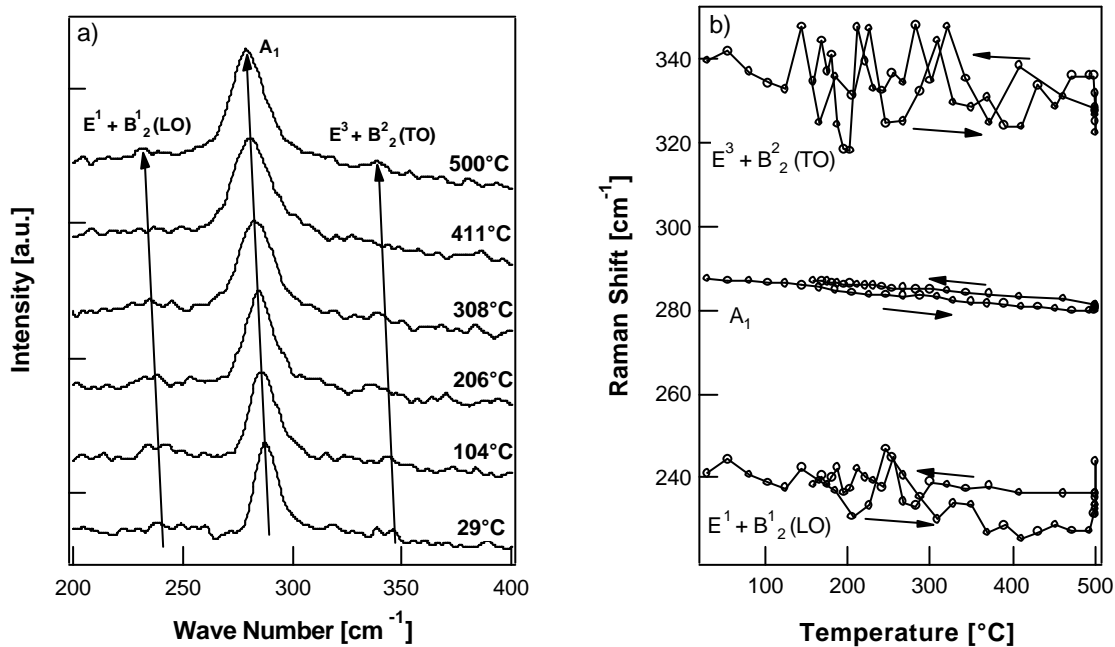 a)
A₁
E¹ + B¹₂(LO)
E³ + B²₂(TO)
500°C
411°C
308°C
206°C
104°C
29°C
Intensity [a.u.]
200 250 300 350 400
Wave Number [cm⁻¹]
b)
340
320
300
280
260
240
E³ + B²₂(TO)
A₁
E¹ + B¹₂(LO)
Raman Shift [cm⁻¹]
100 200 300 400 500
Temperature [°C]